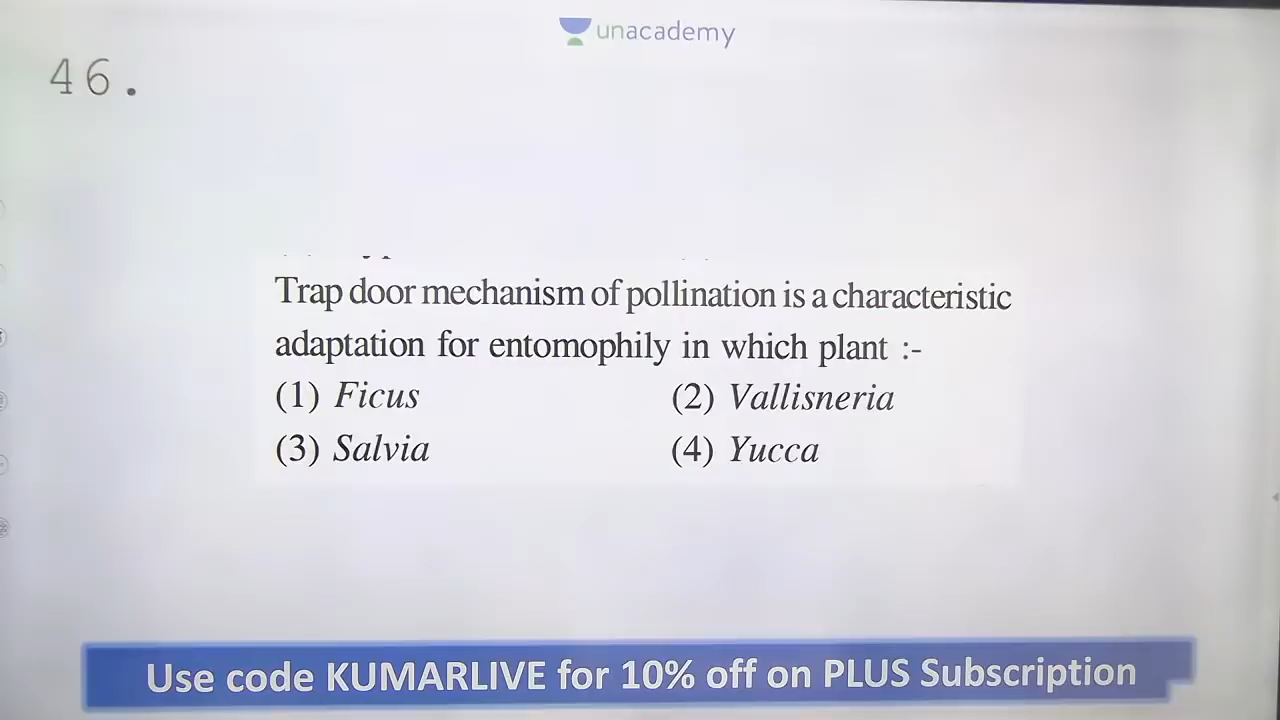 unacademy
46.
Trap door mechanism of pollination is a characteristic
adaptation for entomophily in which plant :-
(1) Ficus (2) Vallisneria
(3) Salvia (4) Yucca
Use code KUMARLIVE for 10% off on PLUS Subscription